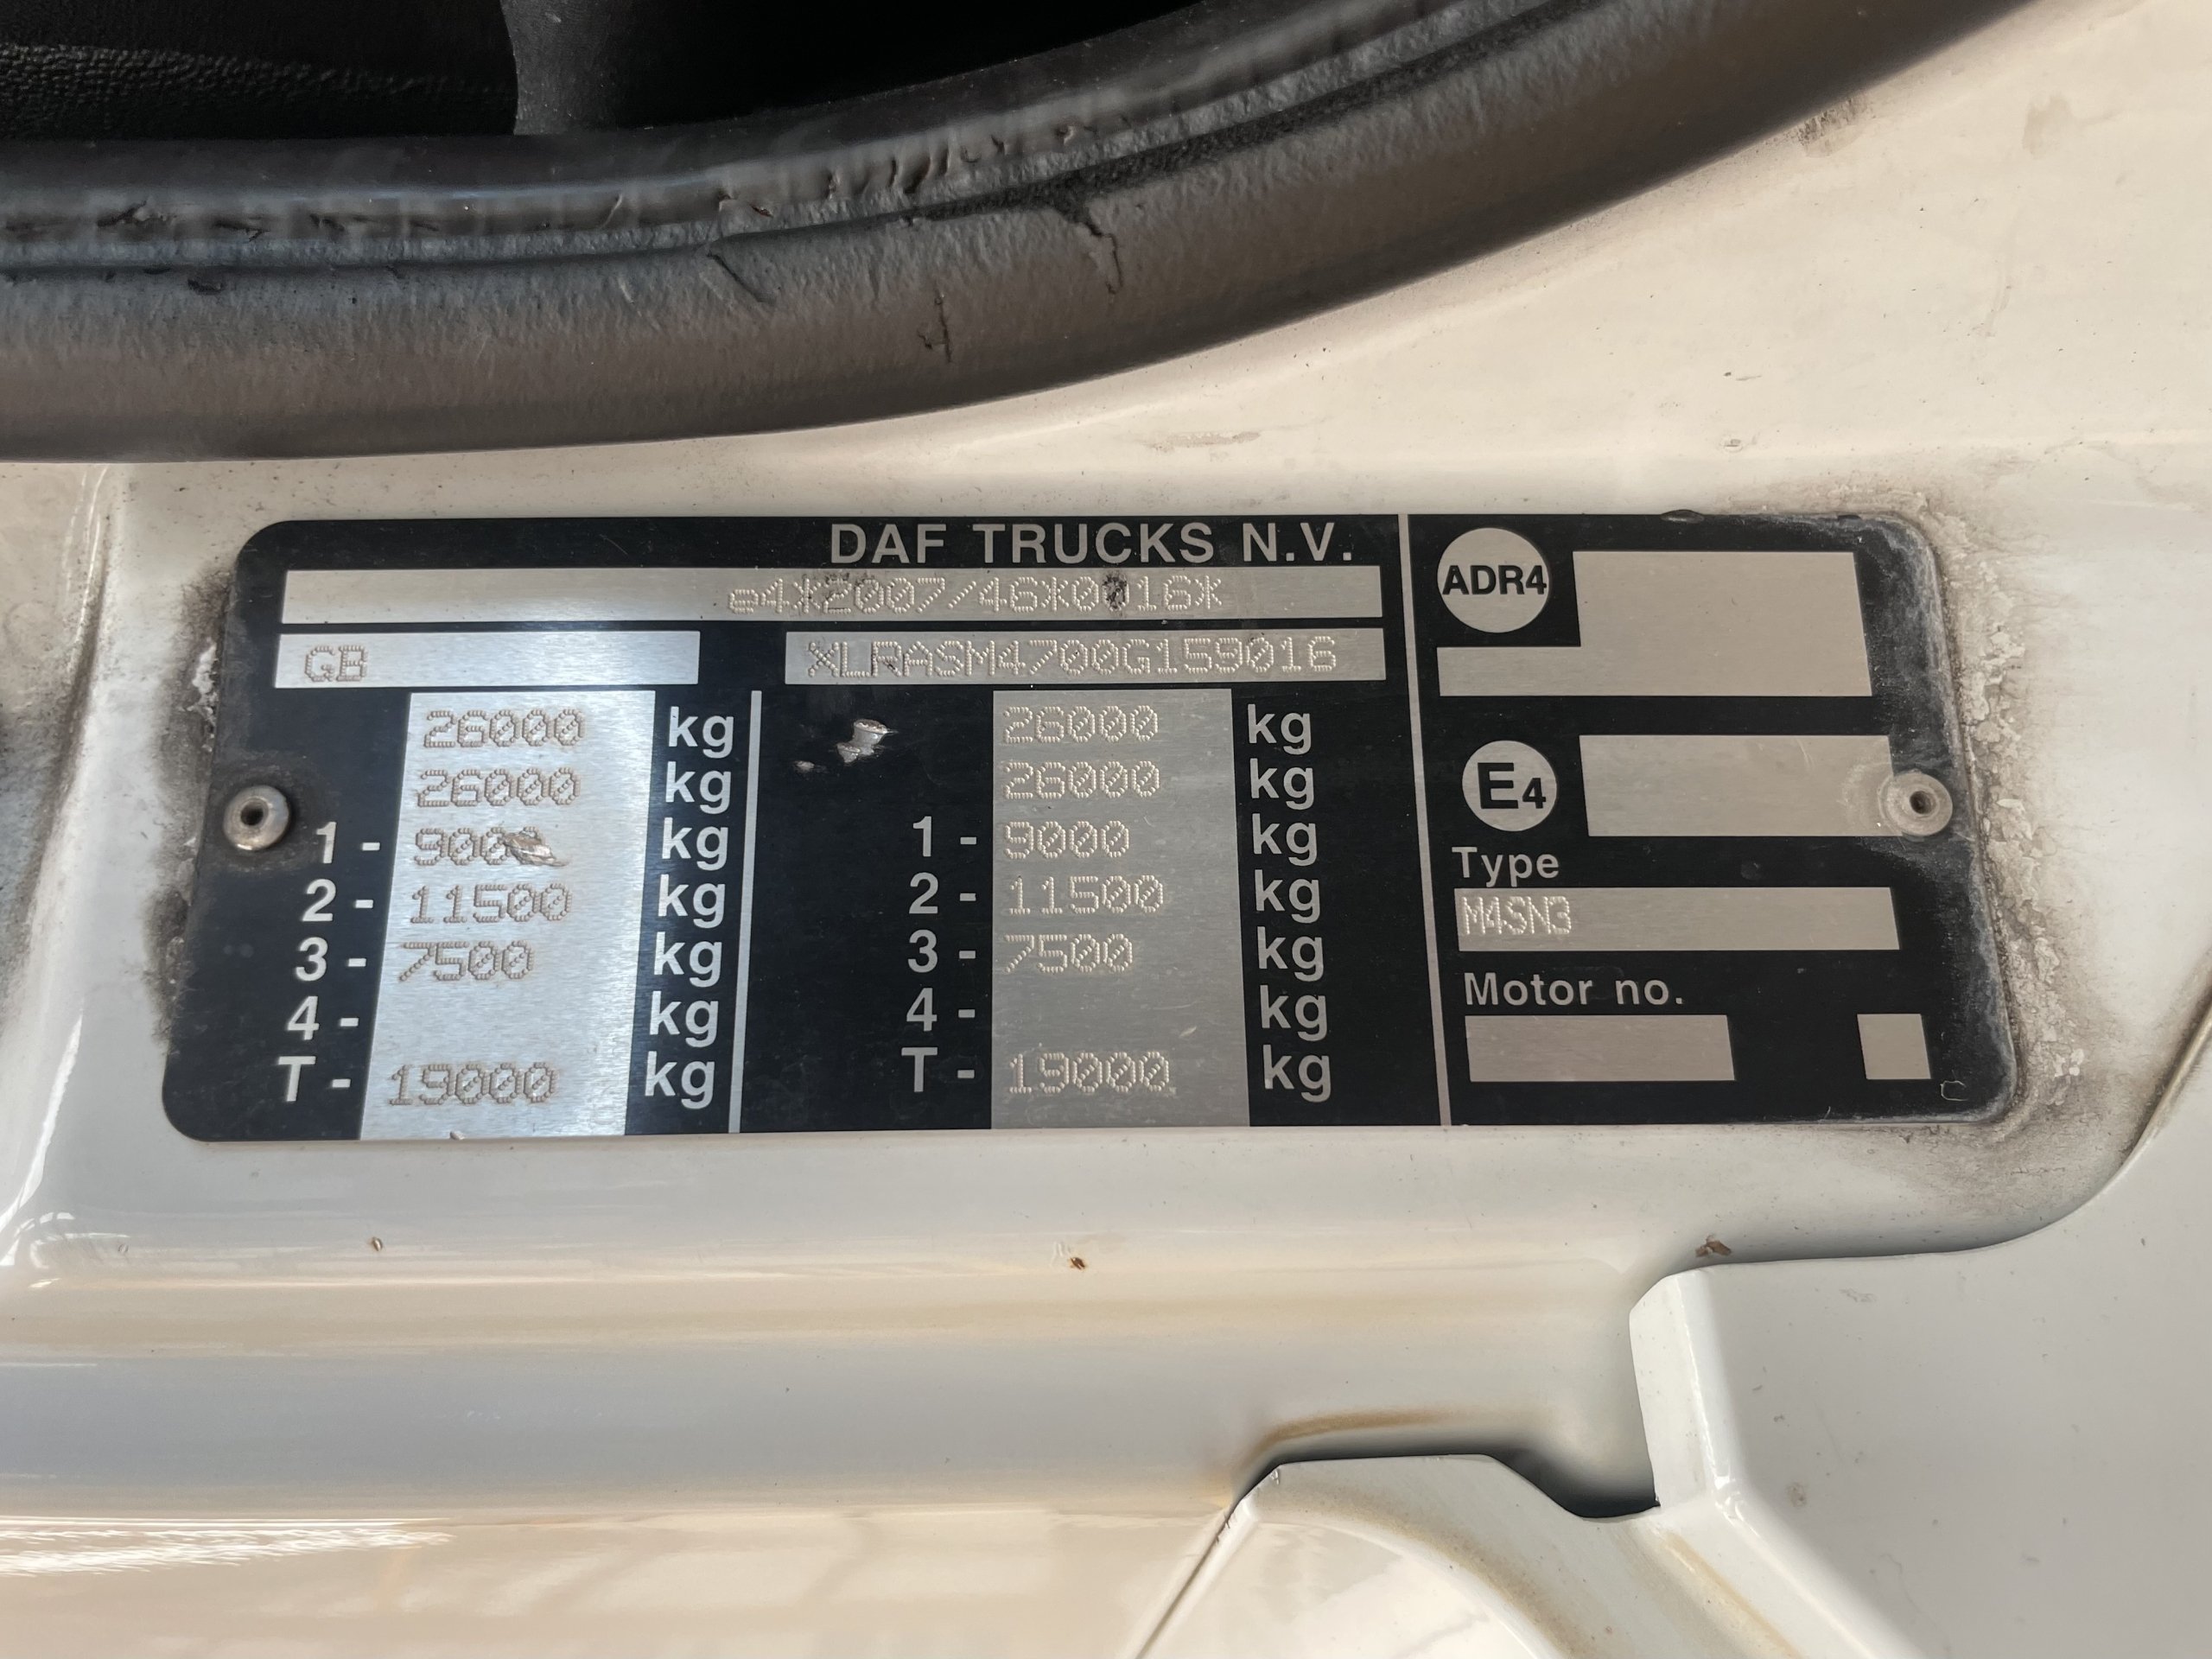 DAF TRUCKS N.V.
e4*2007/46*0016*
GB XLRASM4700G159016
26000 kg 26000 kg
26000 kg 26000 kg
1- 9000 kg 1- 9000 kg
2- 11500 kg 2- 11500 kg
3- 7500 kg 3- 7500 kg
4- kg 4- kg
T- 19000 kg T- 19000 kg
ADR4
E4
Type
M4SN3
Motor no.